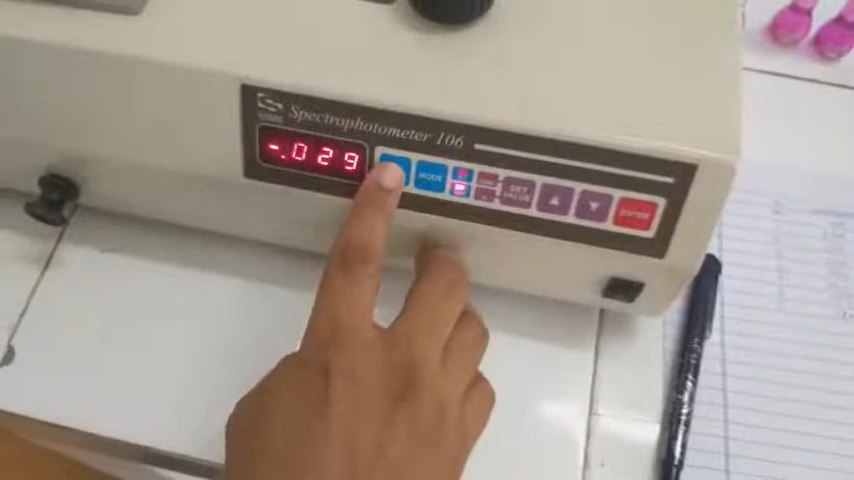 Spectrophotometer 106
-.029
MODE
SET
VALUE
ENTER